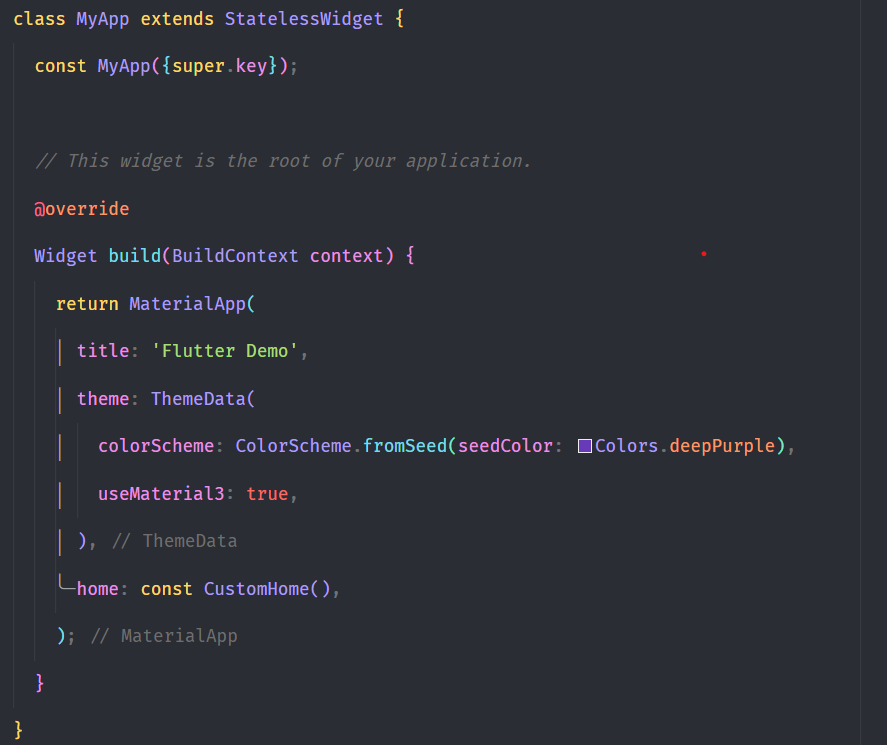 class MyApp extends StatelessWidget {
const MyApp({super.key});
// This widget is the root of your application.
@override
Widget build(BuildContext context) {
return MaterialApp(
title: 'Flutter Demo',
theme: ThemeData(
colorScheme: ColorScheme.fromSeed(seedColor: Colors.deepPurple),
useMaterial3: true,
), // ThemeData
home: const CustomHome(),
); // MaterialApp
}
}